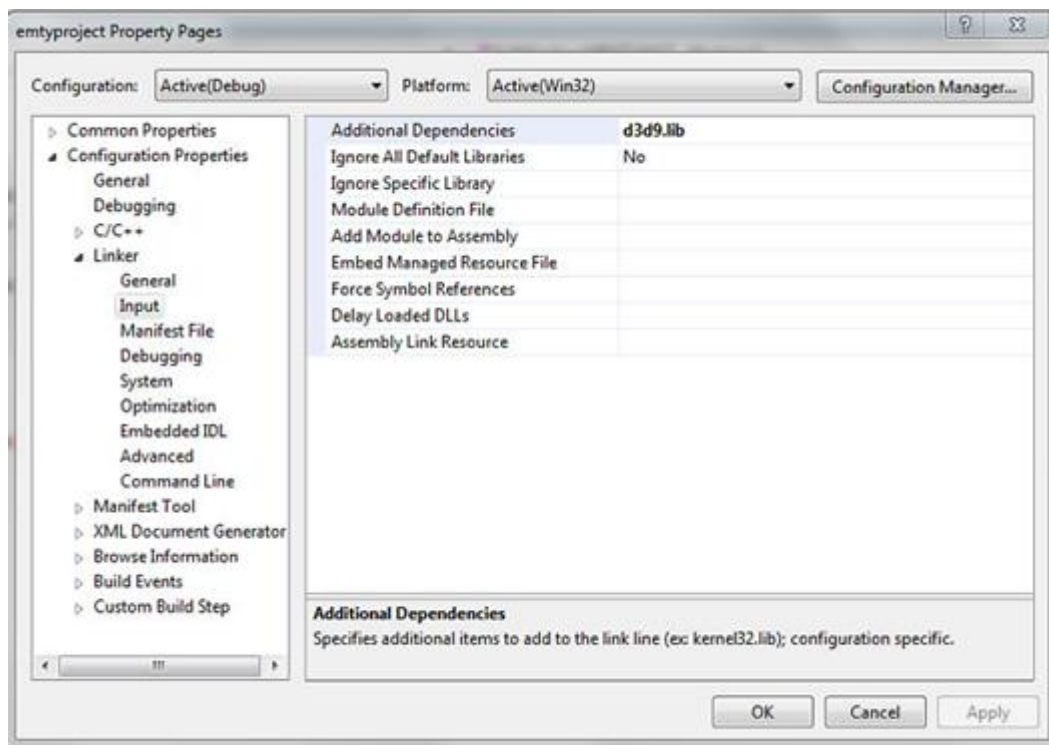 emtyproject Property Pages
Configuration: Active(Debug) Platform: Active(Win32) Configuration Manager...
Common Properties
Configuration Properties
General
Debugging
C/C++
Linker
General
Input
Manifest File
Debugging
System
Optimization
Embedded IDL
Advanced
Command Line
Manifest Tool
XML Document Generator
Browse Information
Build Events
Custom Build Step
Additional Dependencies d3d9.lib
Ignore All Default Libraries No
Ignore Specific Library
Module Definition File
Add Module to Assembly
Embed Managed Resource File
Force Symbol References
Delay Loaded DLLs
Assembly Link Resource
Additional Dependencies
Specifies additional items to add to the link line (ex: kernel32.lib); configuration specific.
OK Cancel Apply